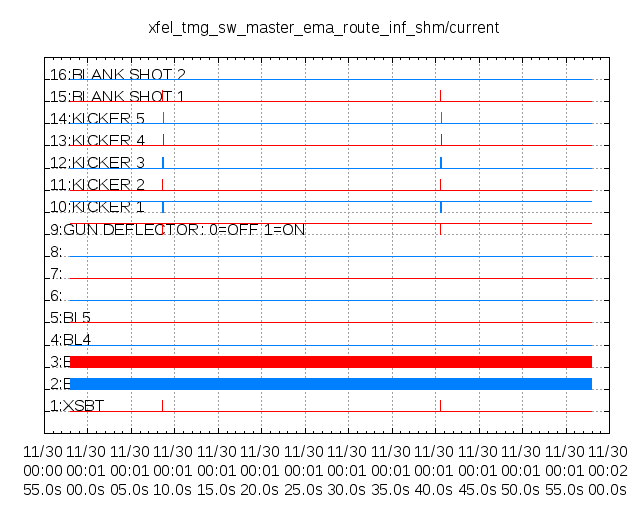 xfel_tmg_sw_master_ema_route_inf_shm/current
16:BLANK SHOT 2
15:BLANK SHOT 1
14:KICKER 5
13:KICKER 4
12:KICKER 3
11:KICKER 2
10:KICKER 1
9:GUN DEFLECTOR: 0=OFF 1=ON
8:
7:
6:
5:BL5
4:BL4
3:
2:
1:XSBT
11/30 11/30 11/30 11/30 11/30 11/30 11/30 11/30 11/30 11/30 11/30 11/30 11/30 11/30
00:00 00:01 00:01 00:01 00:01 00:01 00:01 00:01 00:01 00:01 00:01 00:01 00:01 00:02
55.0s 00.0s 05.0s 10.0s 15.0s 20.0s 25.0s 30.0s 35.0s 40.0s 45.0s 50.0s 55.0s 00.0s